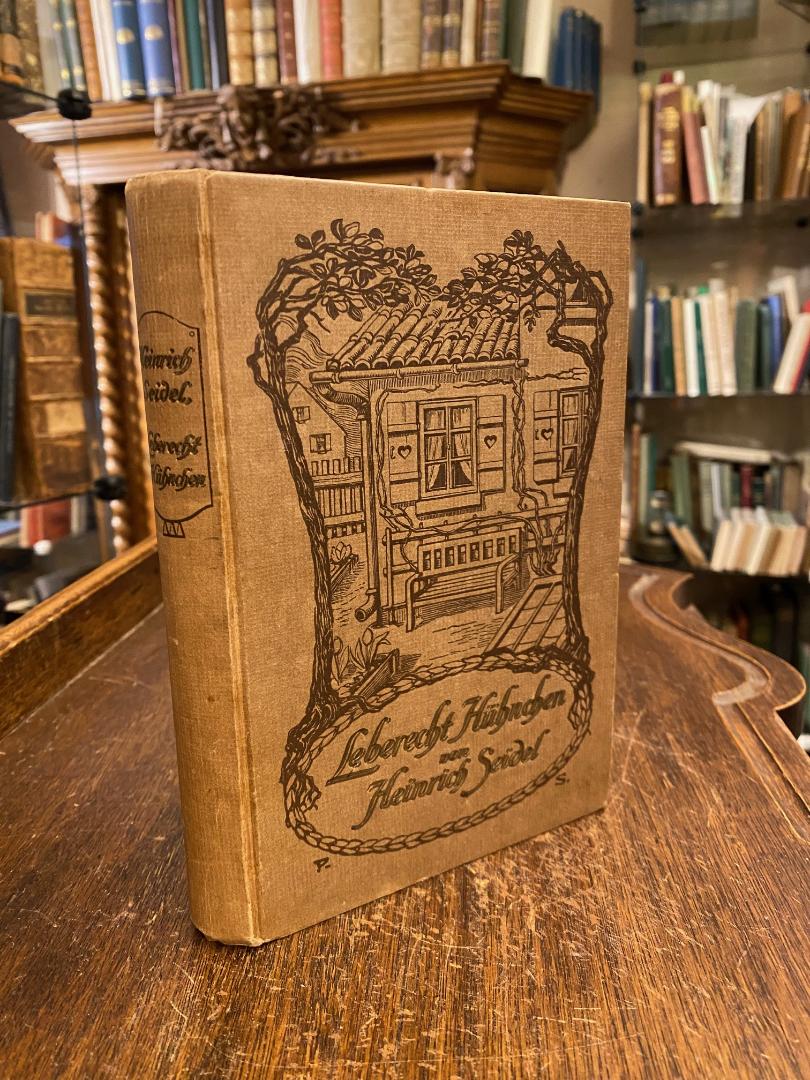 Heinrich
Seidel,
Leberecht
Hühnchen
Leberecht Hühnchen
von
Heinrich Seidel
P.
S.